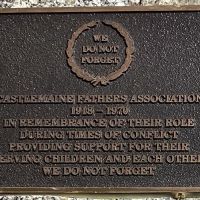 WE
DO NOT
FORGET
CASTLEMAINE FATHERS ASSOCIATION
1918 - 1970
IN REMEMBRANCE OF THEIR ROLE
DURING TIMES OF CONFLICT
PROVIDING SUPPORT FOR THEIR
SERVING CHILDREN AND EACH OTHER
WE DO NOT FORGET